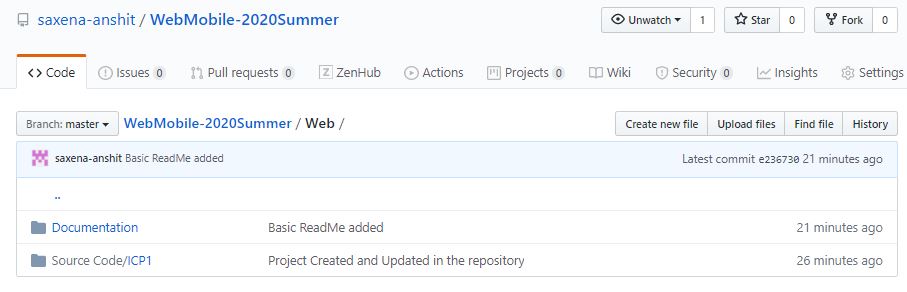 saxena-anshit / WebMobile-2020Summer Unwatch 1 Star 0 Fork 0
Code Issues 0 Pull requests 0 ZenHub Actions Projects 0 Wiki Security 0 Insights Settings
Branch: master WebMobile-2020Summer / Web / Create new file Upload files Find file History
saxena-anshit Basic ReadMe added Latest commit e236730 21 minutes ago
..
Documentation Basic ReadMe added 21 minutes ago
Source Code/ICP1 Project Created and Updated in the repository 26 minutes ago